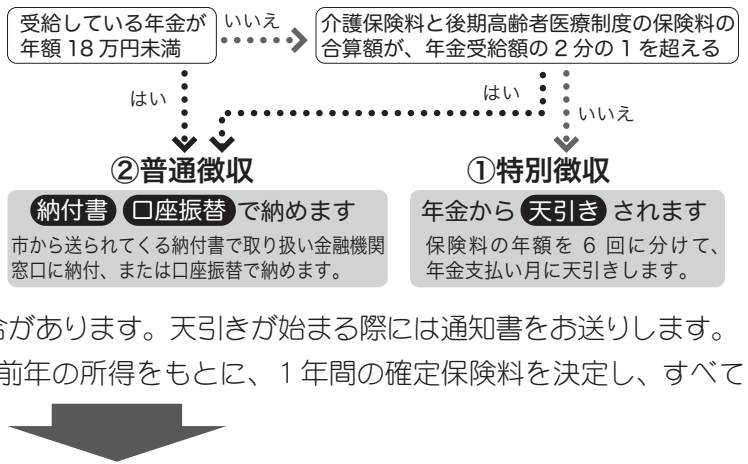 受給している年金が
年額 18 万円未満
いいえ
介護保険料と後期高齢者医療制度の保険料の
合算額が、年金受給額の 2 分の 1 を超える
はい
はい
いいえ
②普通徴収
納付書 口座振替 で納めます
市から送られてくる納付書で取り扱い金融機関
窓口に納付、または口座振替で納めます。
①特別徴収
年金から 天引き されます
保険料の年額を 6 回に分けて、
年金支払い月に天引きします。
合があります。天引きが始まる際には通知書をお送りします。
前年の所得をもとに、1 年間の確定保険料を決定し、すべて